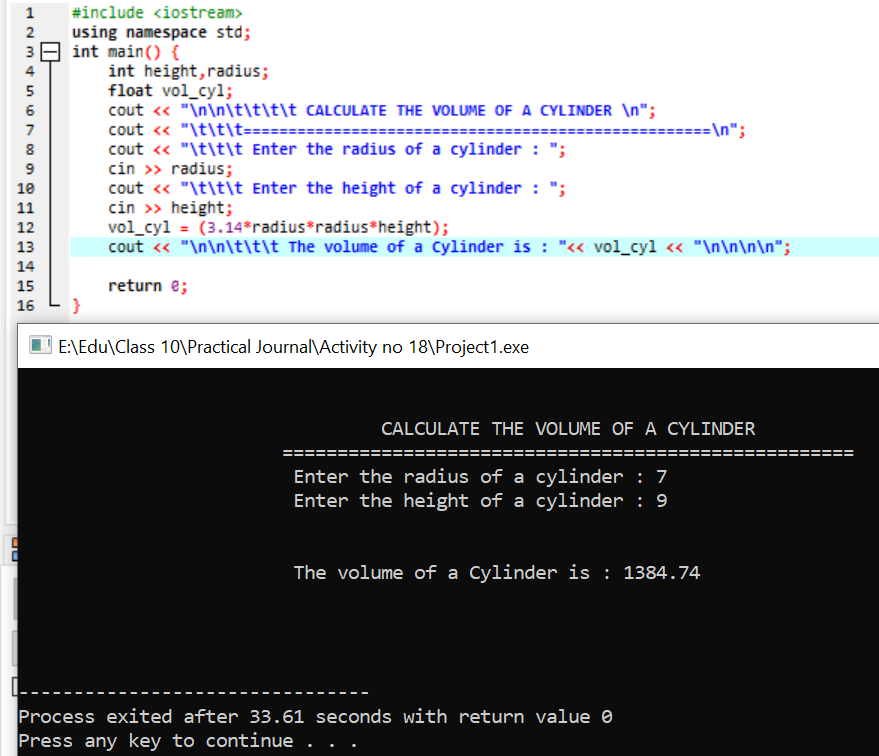 1 #include <iostream>
2 using namespace std;
3 int main() {
4 int height,radius;
5 float vol_cyl;
6 cout << "\n\n\t\t\t\t CALCULATE THE VOLUME OF A CYLINDER \n";
7 cout << "\t\t\t====================================================\n";
8 cout << "\t\t\t Enter the radius of a cylinder : ";
9 cin >> radius;
10 cout << "\t\t\t Enter the height of a cylinder : ";
11 cin >> height;
12 vol_cyl = (3.14*radius*radius*height);
13 cout << "\n\n\t\t\t The volume of a Cylinder is : "<< vol_cyl << "\n\n\n\n";
14
15 return 0;
16 }
E:\Edu\Class 10\Practical Journal\Activity no 18\Project1.exe
CALCULATE THE VOLUME OF A CYLINDER
====================================================
Enter the radius of a cylinder : 7
Enter the height of a cylinder : 9
The volume of a Cylinder is : 1384.74
--------------------------------
Process exited after 33.61 seconds with return value 0
Press any key to continue . . .